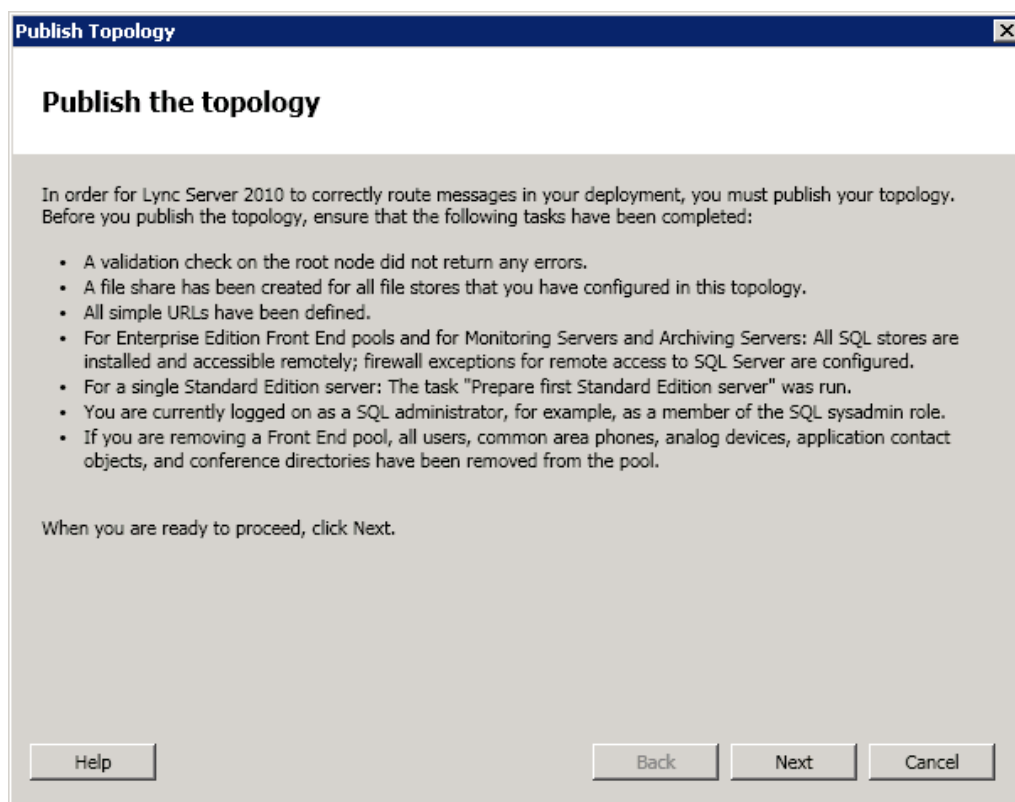 Publish Topology
Publish the topology
In order for Lync Server 2010 to correctly route messages in your deployment, you must publish your topology.
Before you publish the topology, ensure that the following tasks have been completed:
• A validation check on the root node did not return any errors.
• A file share has been created for all file stores that you have configured in this topology.
• All simple URLs have been defined.
• For Enterprise Edition Front End pools and for Monitoring Servers and Archiving Servers: All SQL stores are
installed and accessible remotely; firewall exceptions for remote access to SQL Server are configured.
• For a single Standard Edition server: The task "Prepare first Standard Edition server" was run.
• You are currently logged on as a SQL administrator, for example, as a member of the SQL sysadmin role.
• If you are removing a Front End pool, all users, common area phones, analog devices, application contact
objects, and conference directories have been removed from the pool.
When you are ready to proceed, click Next.
Help Back Next Cancel